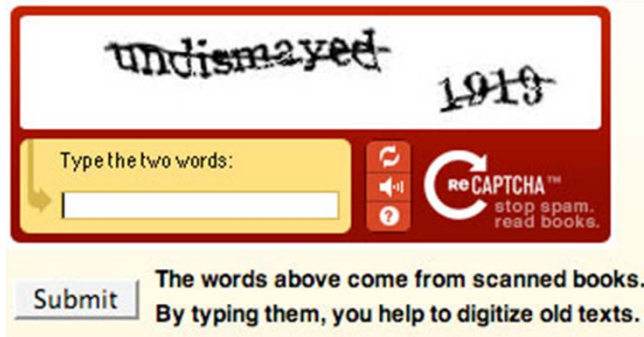 undismayed
1919
Type the two words:
ReCAPTCHA™
stop spam.
read books.
Submit
The words above come from scanned books.
By typing them, you help to digitize old texts.